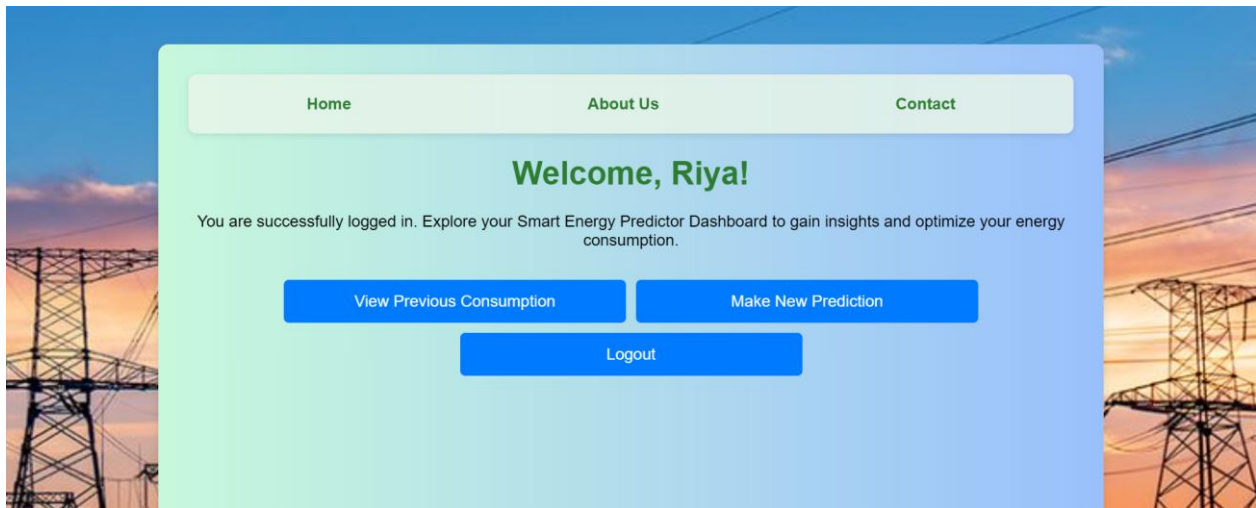 Home About Us Contact
Welcome, Riya!
You are successfully logged in. Explore your Smart Energy Predictor Dashboard to gain insights and optimize your energy
consumption.
View Previous Consumption Make New Prediction
Logout